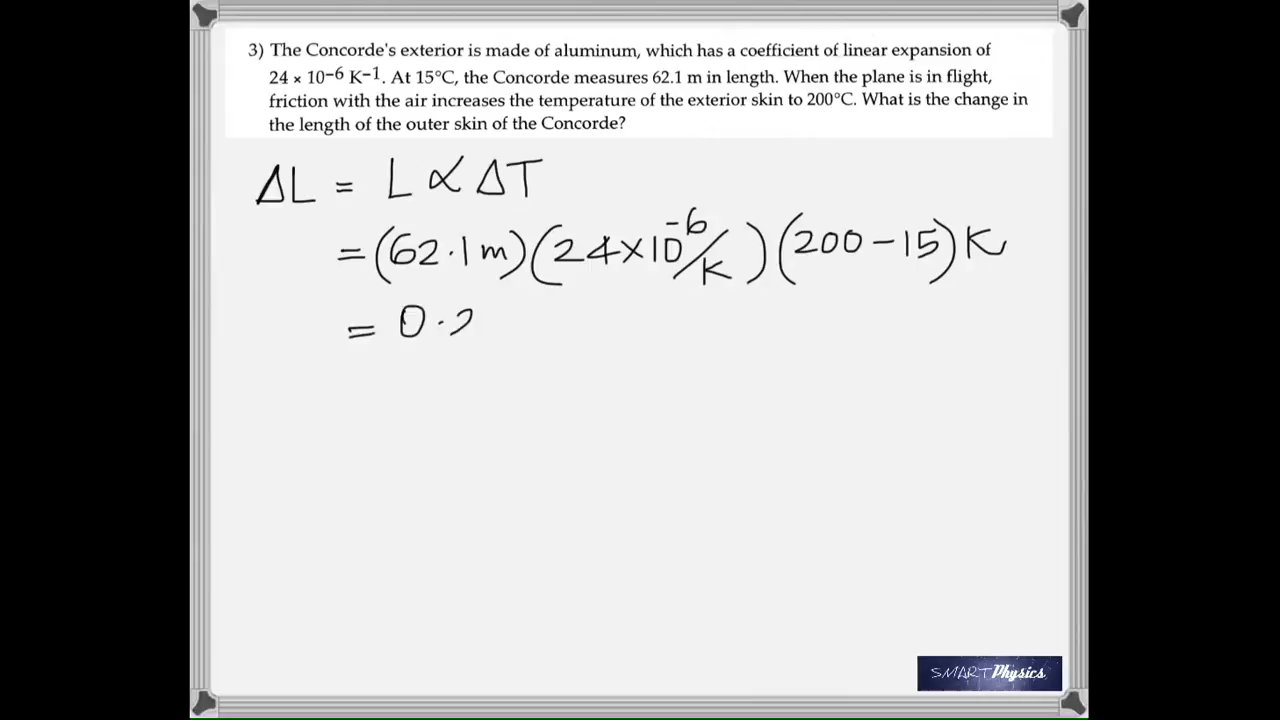 3) The Concorde's exterior is made of aluminum, which has a coefficient of linear expansion of
24 × 10⁻⁶ K⁻¹. At 15°C, the Concorde measures 62.1 m in length. When the plane is in flight,
friction with the air increases the temperature of the exterior skin to 200°C. What is the change in
the length of the outer skin of the Concorde?
ΔL = L ∝ ΔT
= (62.1 m) (24×10⁻⁶/K) (200 − 15) K
= 0.2
SMART Physics